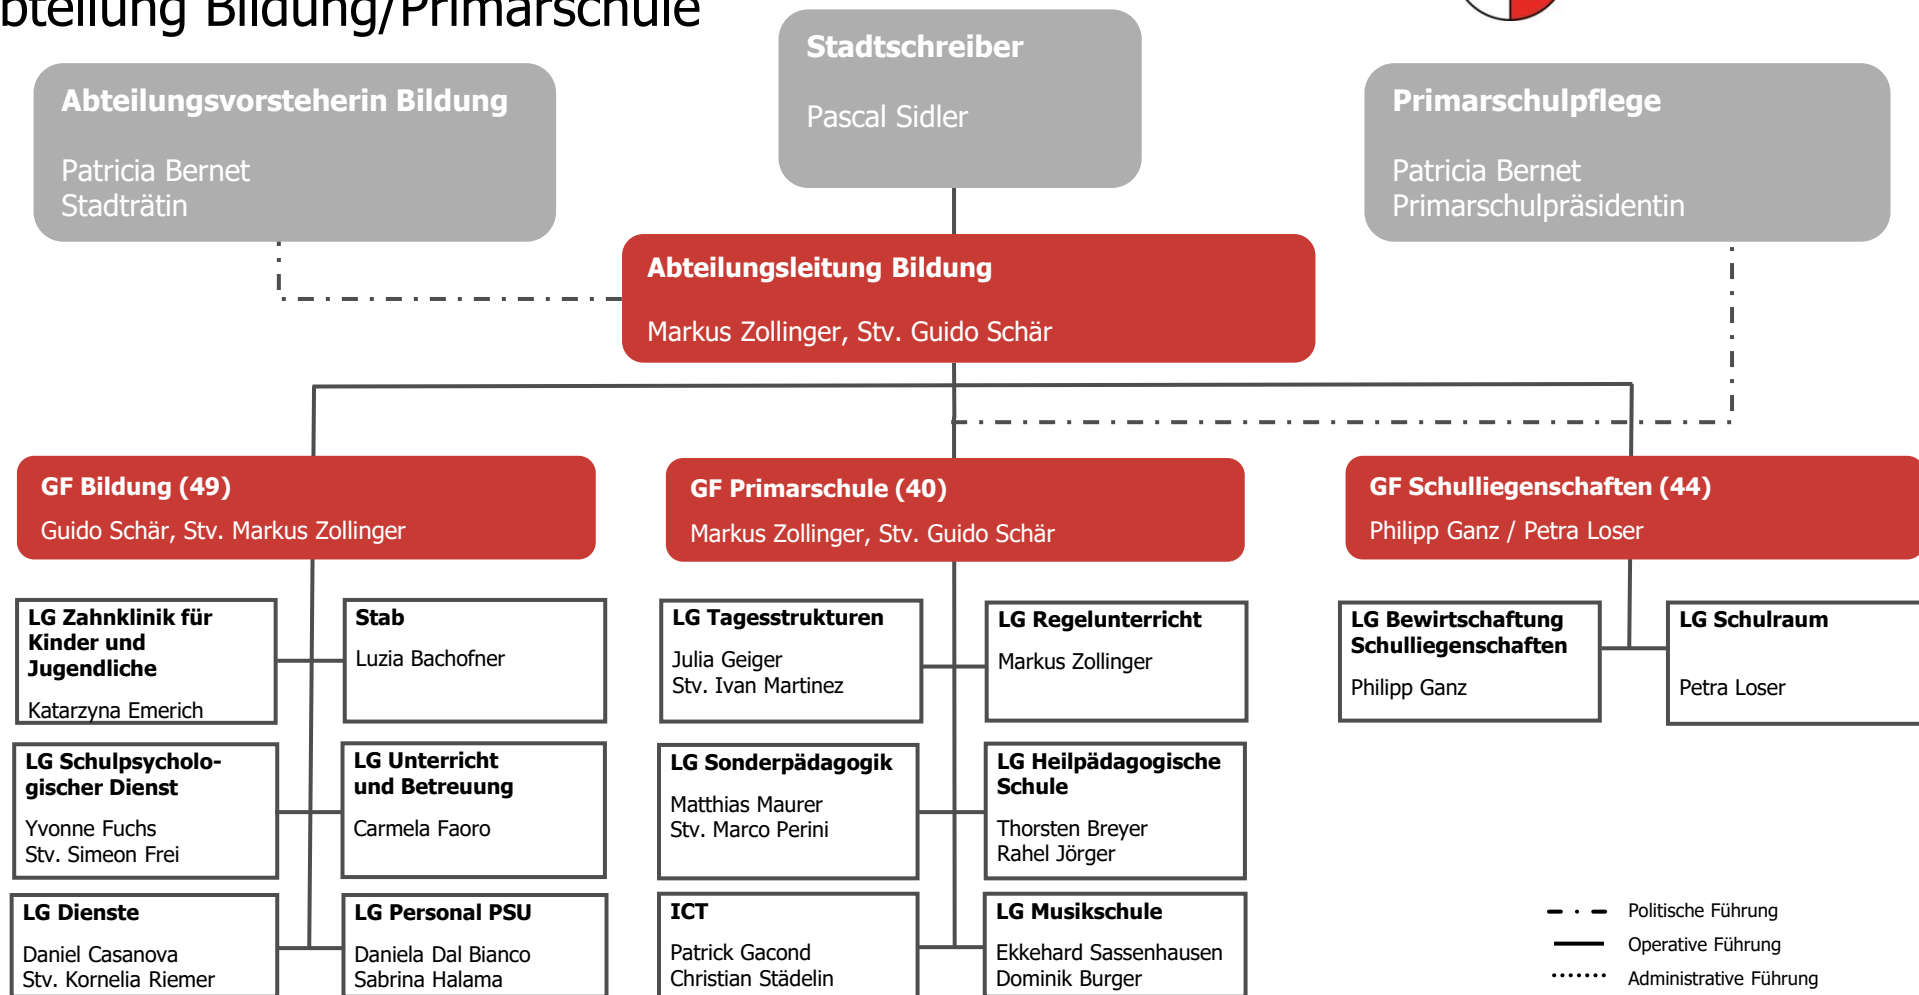 bteilung Bildung/Primarschule
Stadtschreiber
Pascal Sidler
Abteilungsvorsteherin Bildung
Patricia Bernet
Stadträtin
Primarschulpflege
Patricia Bernet
Primarschulpräsidentin
Abteilungsleitung Bildung
Markus Zollinger, Stv. Guido Schär
GF Bildung (49)
Guido Schär, Stv. Markus Zollinger
GF Primarschule (40)
Markus Zollinger, Stv. Guido Schär
GF Schulliegenschaften (44)
Philipp Ganz / Petra Loser
LG Zahnklinik für
Kinder und
Jugendliche
Katarzyna Emerich
Stab
Luzia Bachofner
LG Tagesstrukturen
Julia Geiger
Stv. Ivan Martinez
LG Regelunterricht
Markus Zollinger
LG Bewirtschaftung
Schulliegenschaften
Philipp Ganz
LG Schulraum
Petra Loser
LG Schulpsycholo-
gischer Dienst
Yvonne Fuchs
Stv. Simeon Frei
LG Unterricht
und Betreuung
Carmela Faoro
LG Sonderpädagogik
Matthias Maurer
Stv. Marco Perini
LG Heilpädagogische
Schule
Thorsten Breyer
Rahel Jörger
LG Dienste
Daniel Casanova
Stv. Kornelia Riemer
LG Personal PSU
Daniela Dal Bianco
Sabrina Halama
ICT
Patrick Gacond
Christian Städelin
LG Musikschule
Ekkehard Sassenhausen
Dominik Burger
Politische Führung
Operative Führung
Administrative Führung